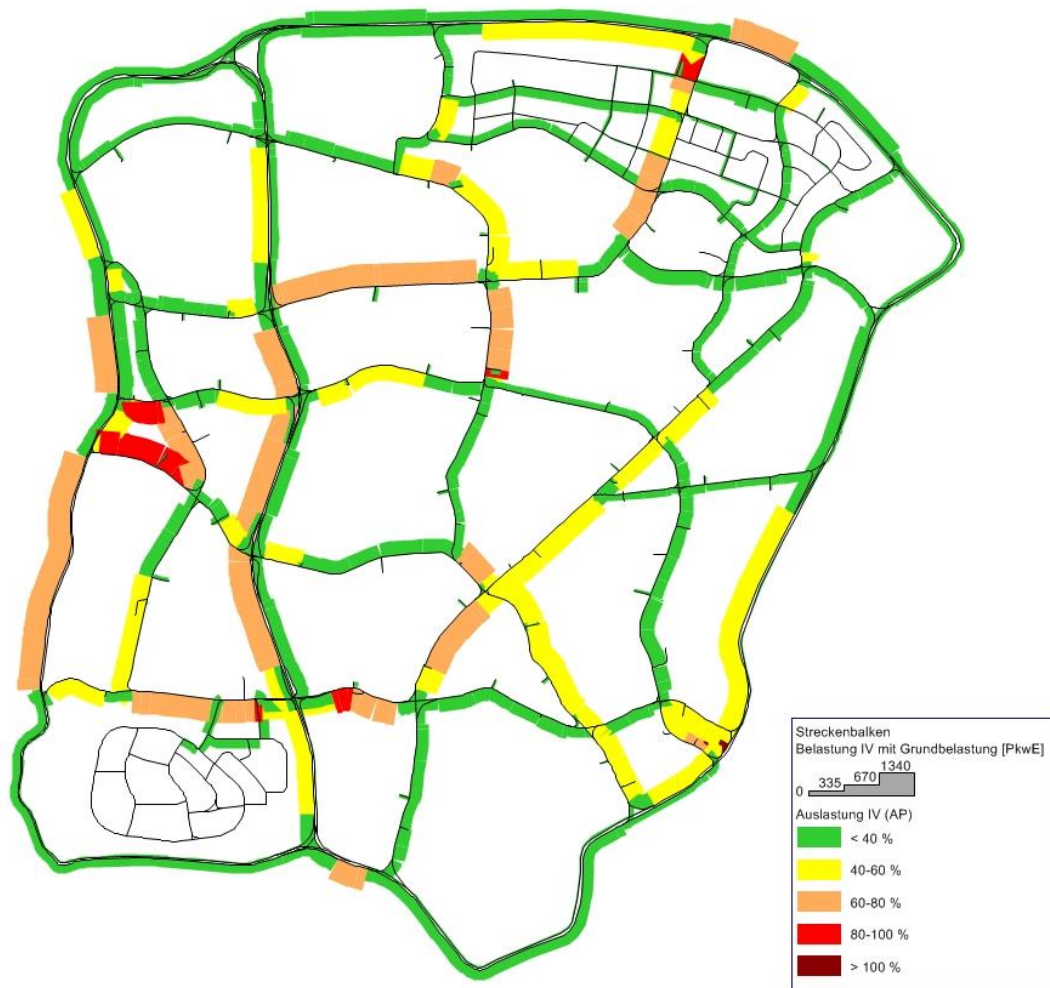 Streckenbalken
Belastung IV mit Grundbelastung [PkwE]
0 335 670 1340
Auslastung IV (AP)
< 40 %
40-60 %
60-80 %
80-100 %
> 100 %